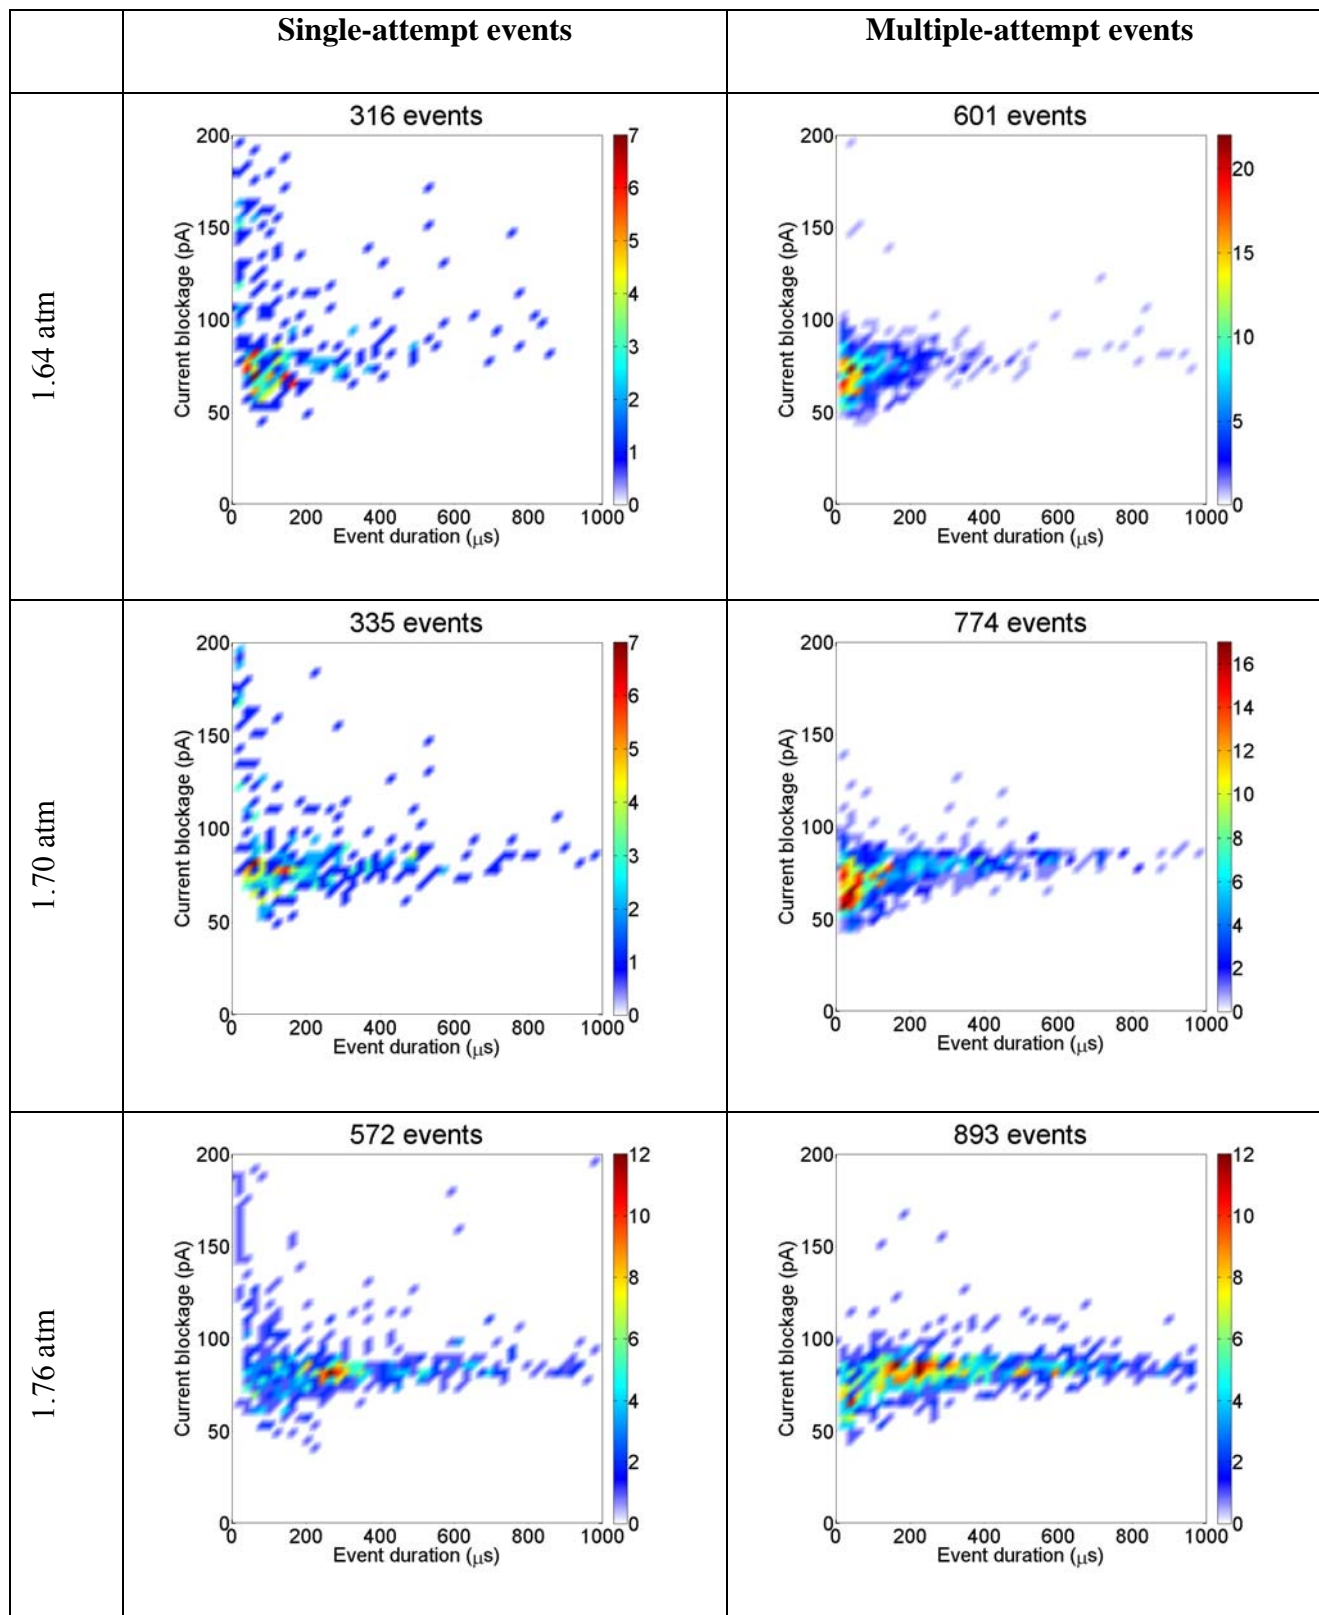 Single-attempt events
Multiple-attempt events
1.64 atm
316 events
200
150
100
50
0
Current blockage (pA)
0 200 400 600 800 1000
Event duration (μs)
7
6
5
4
3
2
1
0
601 events
200
150
100
50
0
Current blockage (pA)
0 200 400 600 800 1000
Event duration (μs)
20
15
10
5
0
1.70 atm
335 events
200
150
100
50
0
Current blockage (pA)
0 200 400 600 800 1000
Event duration (μs)
7
6
5
4
3
2
1
0
774 events
200
150
100
50
0
Current blockage (pA)
0 200 400 600 800 1000
Event duration (μs)
16
14
12
10
8
6
4
2
0
1.76 atm
572 events
200
150
100
50
0
Current blockage (pA)
0 200 400 600 800 1000
Event duration (μs)
12
10
8
6
4
2
0
893 events
200
150
100
50
0
Current blockage (pA)
0 200 400 600 800 1000
Event duration (μs)
12
10
8
6
4
2
0